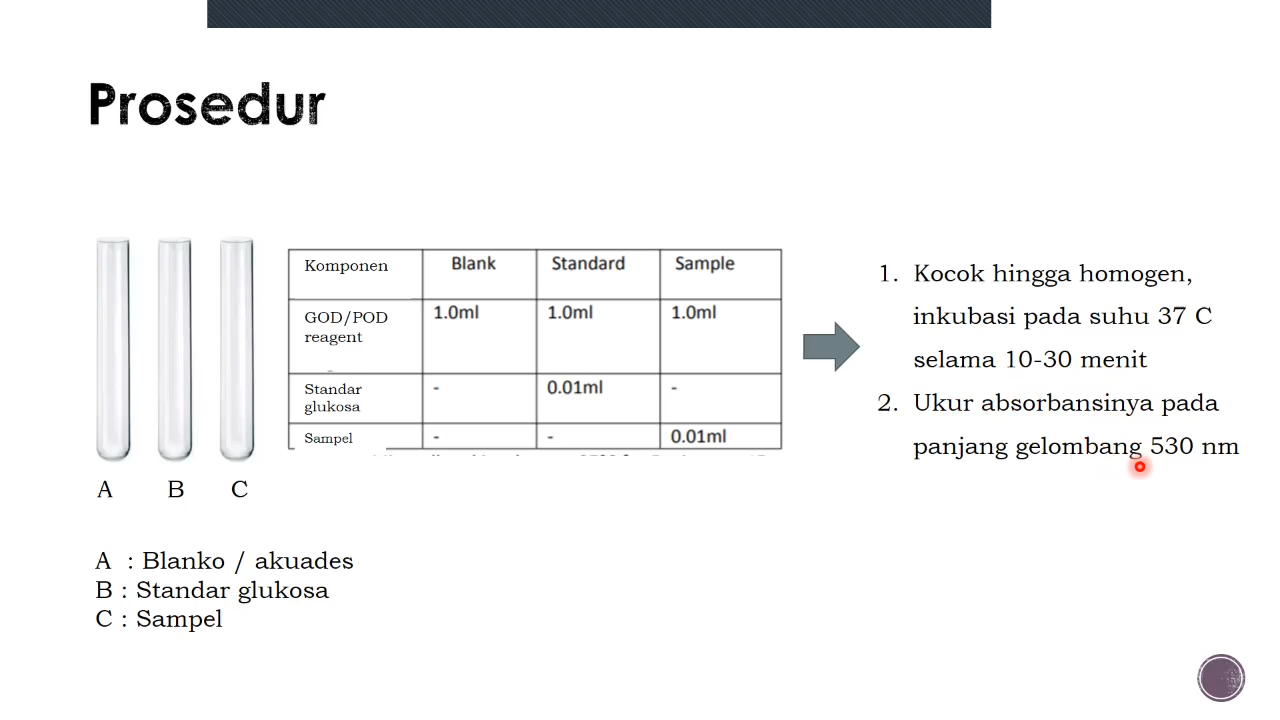 Prosedur
Komponen Blank Standard Sample
GOD/POD reagent 1.0ml 1.0ml 1.0ml
Standar glukosa - 0.01ml -
Sampel - - 0.01ml
1. Kocok hingga homogen,
inkubasi pada suhu 37 C
selama 10-30 menit
2. Ukur absorbansinya pada
panjang gelombang 530 nm
A B C
A : Blanko / akuades
B : Standar glukosa
C : Sampel